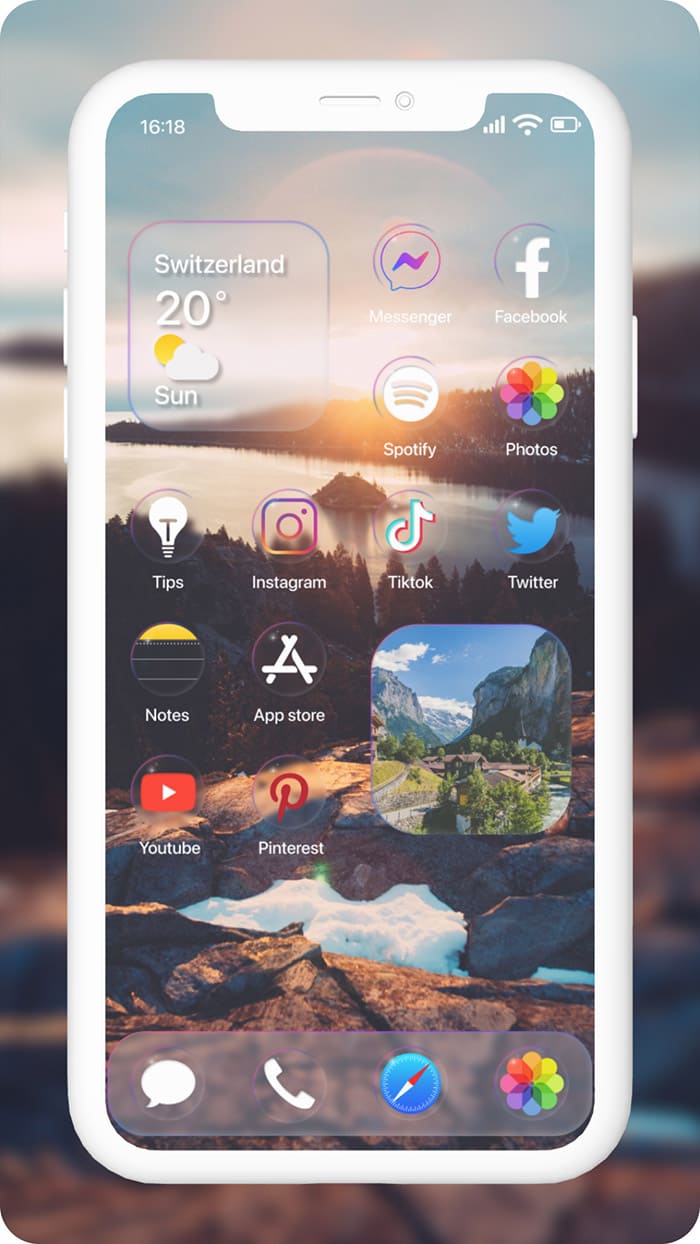 16:18
Switzerland
20°
Sun
Messenger
Facebook
Spotify
Photos
Tips
Instagram
Tiktok
Twitter
Notes
App store
Youtube
Pinterest